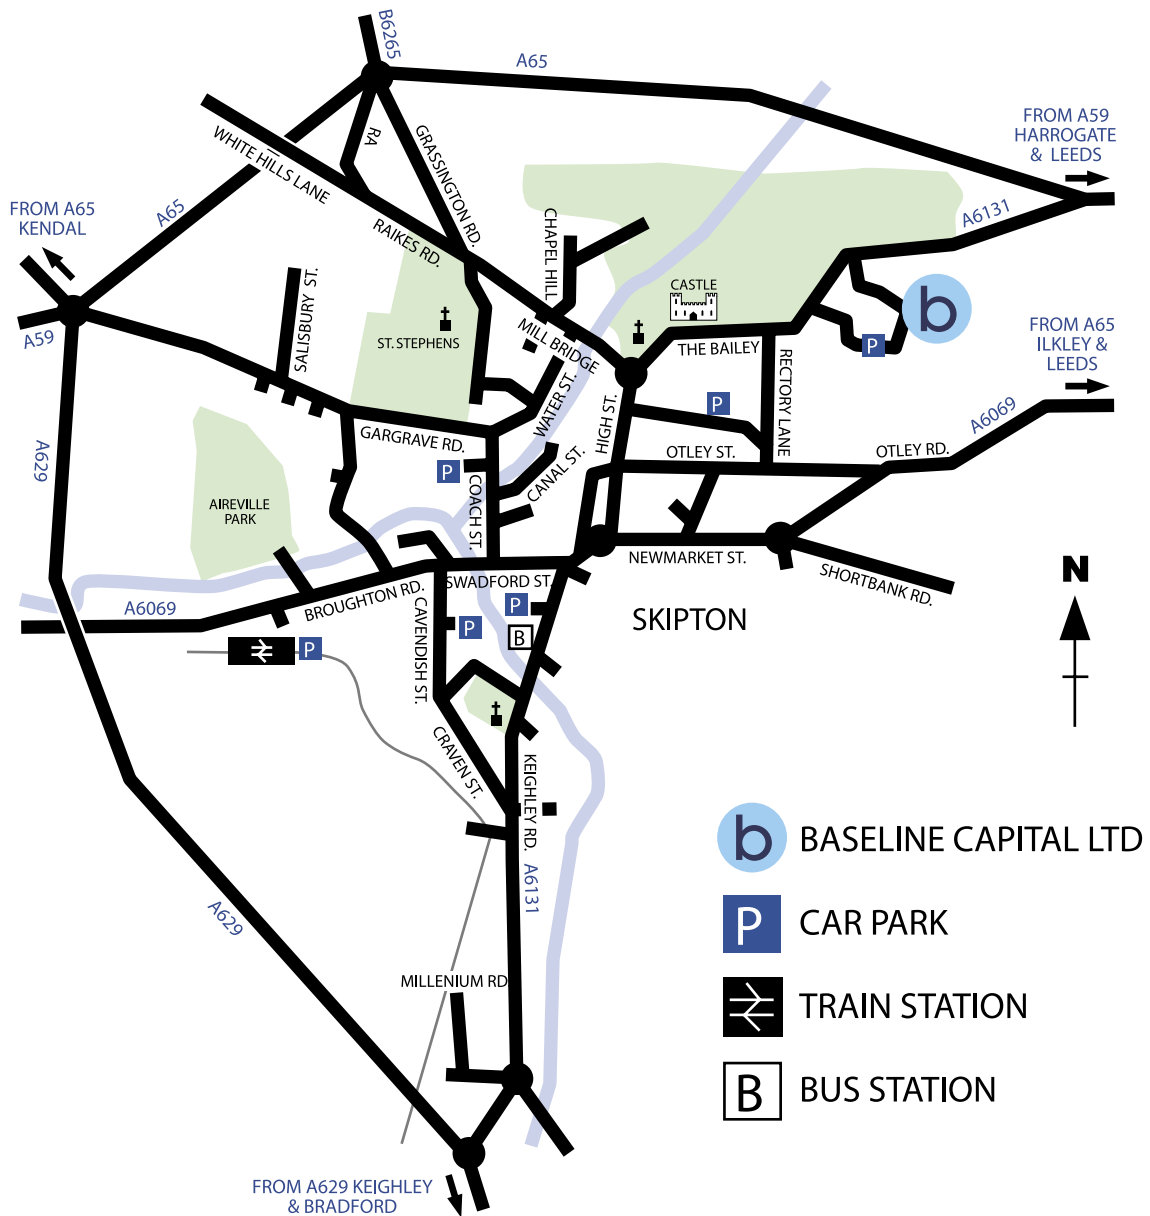 B6265
A65
FROM A59
HARROGATE
& LEEDS
RA
GRASSINGTON RD.
WHITE HILLS LANE
A65
FROM A65
KENDAL
A6131
CHAPEL HILL
RAIKES RD.
SALISBURY ST.
CASTLE
b
A59
ST. STEPHENS
MILL BRIDGE
THE BAILEY
P
RECTORY LANE
FROM A65
ILKLEY &
LEEDS
WATER ST.
HIGH ST.
P
A6069
A629
GARGRAVE RD.
OTLEY ST.
OTLEY RD.
P
COACH ST.
CANAL ST.
AIREVILLE
PARK
NEWMARKET ST.
SHORTBANK RD.
N
SWADFORD ST.
BROUGHTON RD.
A6069
CAVENDISH ST.
P
P
B
SKIPTON
P
CRAVEN ST.
KEIGHLEY RD.
A6131
b BASELINE CAPITAL LTD
P CAR PARK
A629
MILLENIUM RD.
TRAIN STATION
B BUS STATION
FROM A629 KEIGHLEY
& BRADFORD